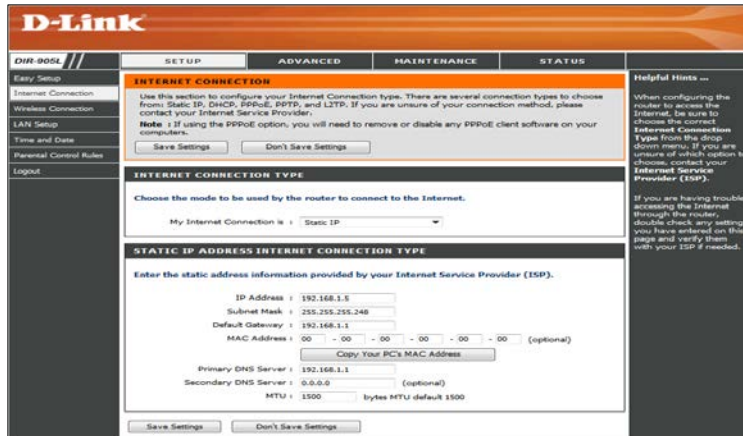 D-Link
DIR-905L
SETUP
ADVANCED
MAINTENANCE
STATUS
Easy Setup
Internet Connection
Wireless Connection
LAN Setup
Time and Date
Parental Control Rules
Logout
INTERNET CONNECTION
Use this section to configure your Internet Connection type. There are several connection types to choose
from: Static IP, DHCP, PPPoE, PPTP, and L2TP. If you are unsure of your connection method, please
contact your Internet Service Provider.
Note : If using the PPPoE option, you will need to remove or disable any PPPoE client software on your
computers.
Save Settings
Don't Save Settings
INTERNET CONNECTION TYPE
Choose the mode to be used by the router to connect to the Internet.
My Internet Connection is : Static IP
STATIC IP ADDRESS INTERNET CONNECTION TYPE
Enter the static address information provided by your Internet Service Provider (ISP).
IP Address : 192.168.1.5
Subnet Mask : 255.255.255.248
Default Gateway : 192.168.1.1
MAC Address : 00 - 00 - 00 - 00 - 00 - 00 (optional)
Copy Your PC's MAC Address
Primary DNS Server : 192.168.1.1
Secondary DNS Server : 0.0.0.0 (optional)
MTU : 1500 bytes MTU default 1500
Save Settings
Don't Save Settings
Helpful Hints ...
When configuring the
router to access the
Internet, be sure to
choose the correct
Internet Connection
Type from the drop
down menu. If you are
unsure of which option to
choose, contact your
Internet Service
Provider (ISP).
If you are having trouble
accessing the Internet
through the router,
double check any setting
you have entered on this
page and verify them
with your ISP if needed.